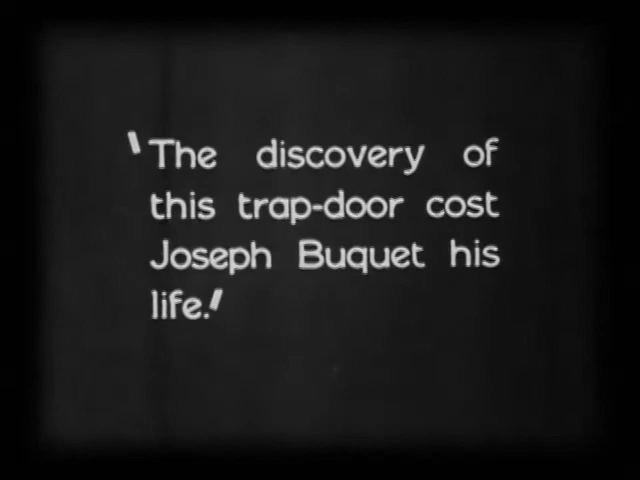 'The discovery of
this trap-door cost
Joseph Buquet his
life.'